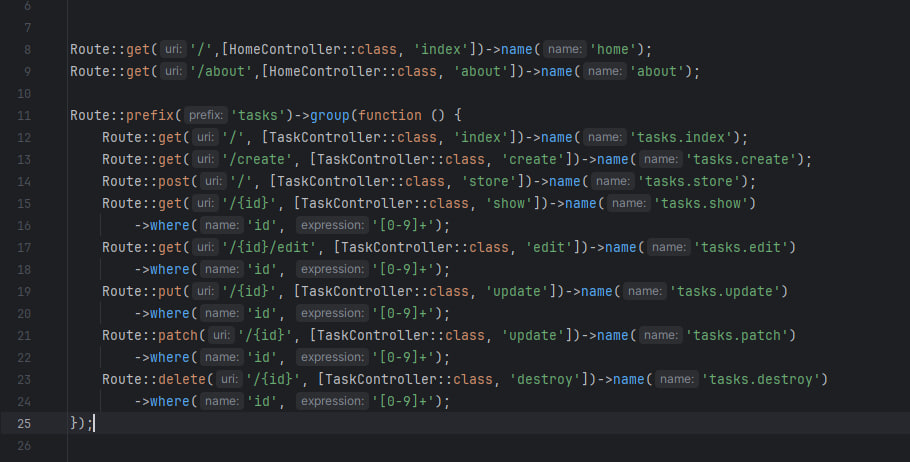 6
7
8 Route::get( uri: '/',[HomeController::class, 'index'])->name( name: 'home');
9 Route::get( uri: '/about',[HomeController::class, 'about'])->name( name: 'about');
10
11 Route::prefix( prefix: 'tasks')->group(function () {
12 Route::get( uri: '/', [TaskController::class, 'index'])->name( name: 'tasks.index');
13 Route::get( uri: '/create', [TaskController::class, 'create'])->name( name: 'tasks.create');
14 Route::post( uri: '/', [TaskController::class, 'store'])->name( name: 'tasks.store');
15 Route::get( uri: '/{id}', [TaskController::class, 'show'])->name( name: 'tasks.show')
16 ->where( name: 'id', expression: '[0-9]+');
17 Route::get( uri: '/{id}/edit', [TaskController::class, 'edit'])->name( name: 'tasks.edit')
18 ->where( name: 'id', expression: '[0-9]+');
19 Route::put( uri: '/{id}', [TaskController::class, 'update'])->name( name: 'tasks.update')
20 ->where( name: 'id', expression: '[0-9]+');
21 Route::patch( uri: '/{id}', [TaskController::class, 'update'])->name( name: 'tasks.patch')
22 ->where( name: 'id', expression: '[0-9]+');
23 Route::delete( uri: '/{id}', [TaskController::class, 'destroy'])->name( name: 'tasks.destroy')
24 ->where( name: 'id', expression: '[0-9]+');
25 });
26